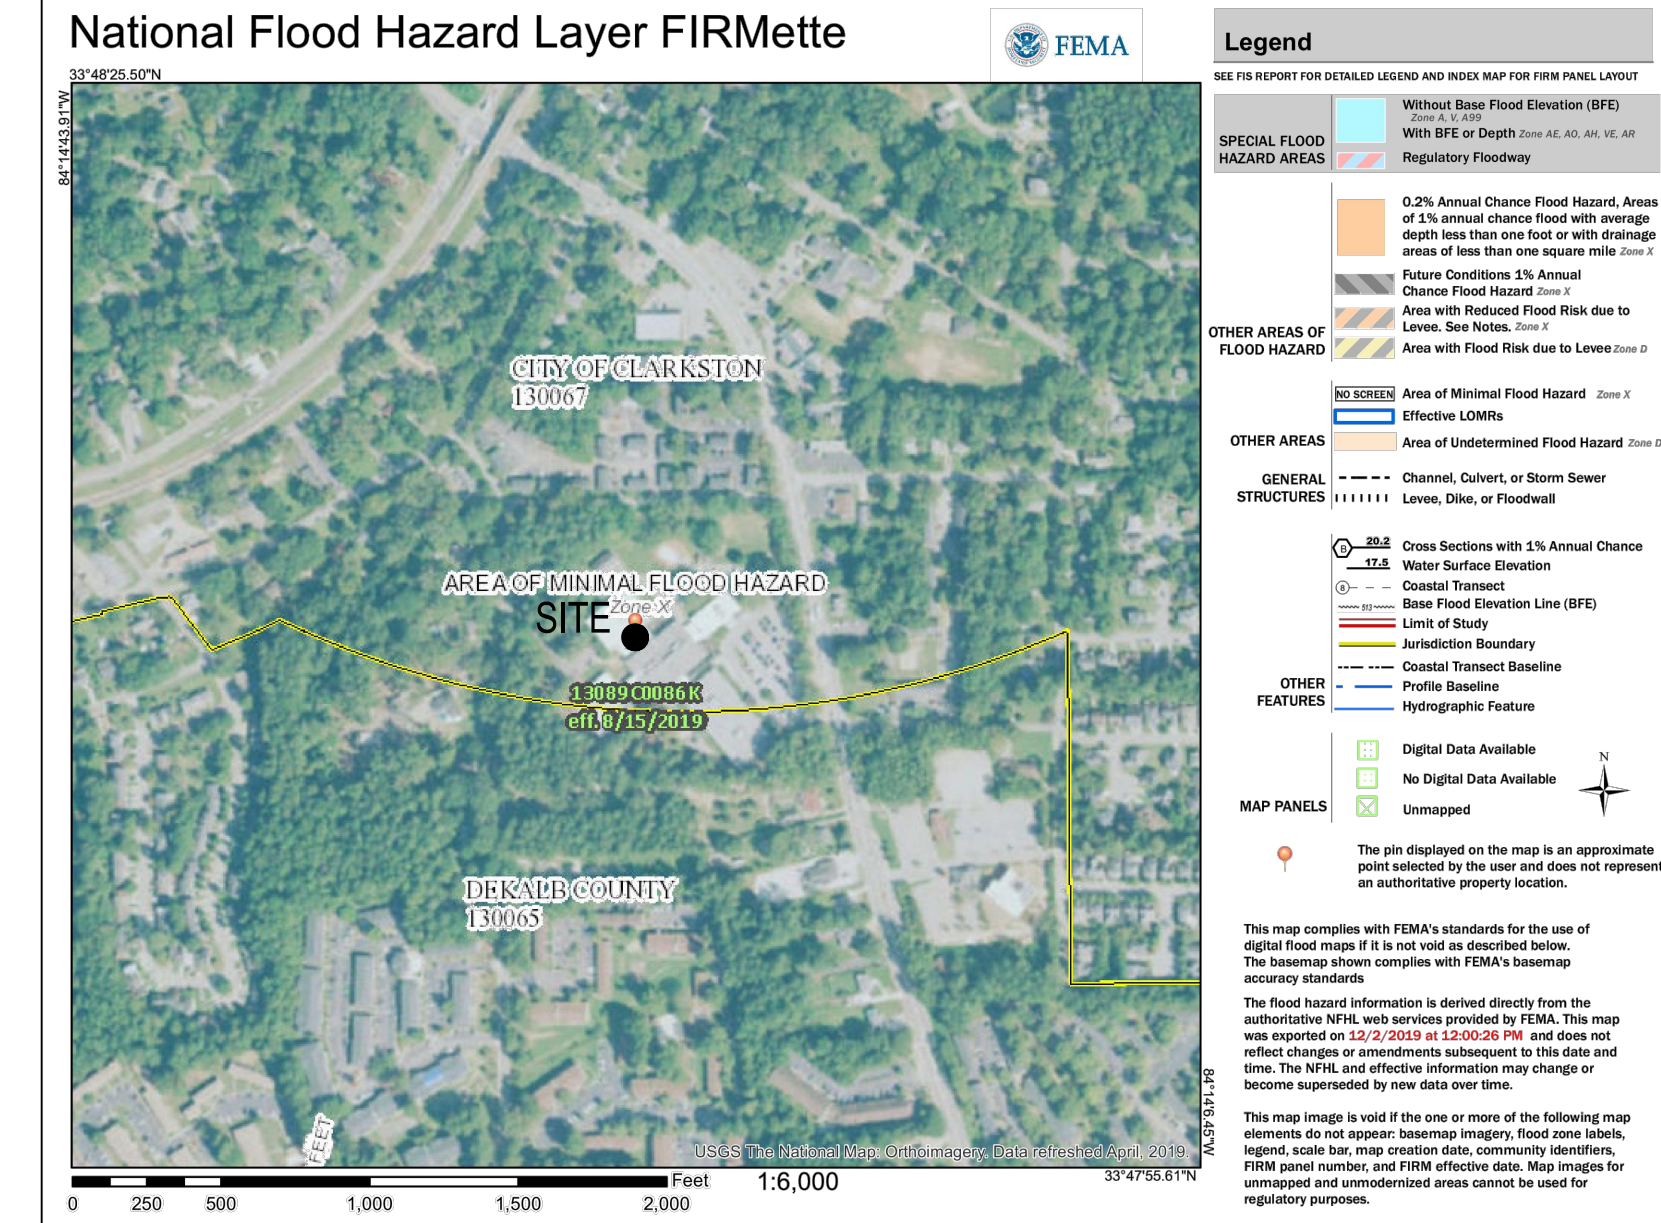 National Flood Hazard Layer FIRMette
FEMA
33°48'25.50"N
84°14'43.91"W
CITY OF CLARKSTON
130067
AREA OF MINIMAL FLOOD HAZARD
Zone X
SITE
13089C0086K
eff. 8/15/2019
DEKALB COUNTY
130065
FEET
USGS The National Map: Orthoimagery. Data refreshed April, 2019.
84°14'6.45"W
33°47'55.61"N
Feet
1:6,000
0 250 500 1,000 1,500 2,000
Legend
SEE FIS REPORT FOR DETAILED LEGEND AND INDEX MAP FOR FIRM PANEL LAYOUT
SPECIAL FLOOD
HAZARD AREAS
Without Base Flood Elevation (BFE)
Zone A, V, A99
With BFE or Depth Zone AE, AO, AH, VE, AR
Regulatory Floodway
OTHER AREAS OF
FLOOD HAZARD
0.2% Annual Chance Flood Hazard, Areas
of 1% annual chance flood with average
depth less than one foot or with drainage
areas of less than one square mile Zone X
Future Conditions 1% Annual
Chance Flood Hazard Zone X
Area with Reduced Flood Risk due to
Levee. See Notes. Zone X
Area with Flood Risk due to Levee Zone D
OTHER AREAS
NO SCREEN Area of Minimal Flood Hazard Zone X
Effective LOMRs
Area of Undetermined Flood Hazard Zone D
GENERAL
STRUCTURES
Channel, Culvert, or Storm Sewer
Levee, Dike, or Floodwall
OTHER
FEATURES
B 20.2 Cross Sections with 1% Annual Chance
17.5 Water Surface Elevation
8 Coastal Transect
513 Base Flood Elevation Line (BFE)
Limit of Study
Jurisdiction Boundary
Coastal Transect Baseline
Profile Baseline
Hydrographic Feature
MAP PANELS
Digital Data Available
No Digital Data Available
Unmapped
N
The pin displayed on the map is an approximate
point selected by the user and does not represent
an authoritative property location.
This map complies with FEMA's standards for the use of
digital flood maps if it is not void as described below.
The basemap shown complies with FEMA's basemap
accuracy standards
The flood hazard information is derived directly from the
authoritative NFHL web services provided by FEMA. This map
was exported on 12/2/2019 at 12:00:26 PM and does not
reflect changes or amendments subsequent to this date and
time. The NFHL and effective information may change or
become superseded by new data over time.
This map image is void if the one or more of the following map
elements do not appear: basemap imagery, flood zone labels,
legend, scale bar, map creation date, community identifiers,
FIRM panel number, and FIRM effective date. Map images for
unmapped and unmodernized areas cannot be used for
regulatory purposes.